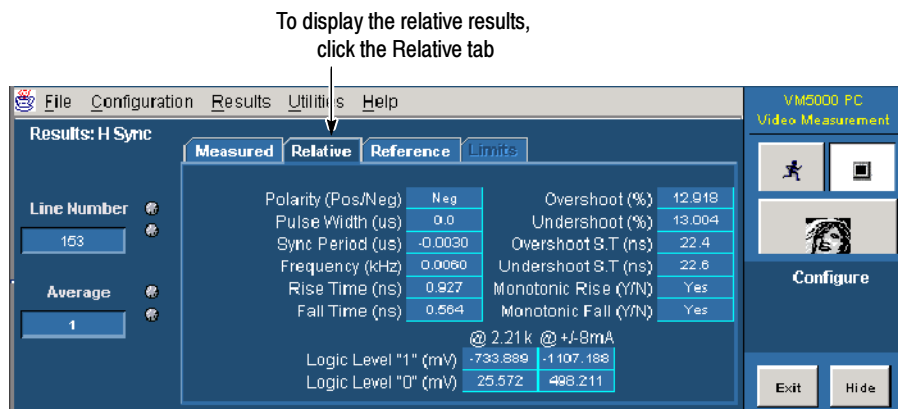 To display the relative results,
click the Relative tab
File Configuration Results Utilities Help
VM5000 PC
Video Measurement
Results: H Sync
Measured Relative Reference Limits
Line Number
153
Average
1
Polarity (Pos/Neg) Neg
Pulse Width (us) 0.0
Sync Period (us) -0.0030
Frequency (kHz) 0.0060
Rise Time (ns) 0.927
Fall Time (ns) 0.564
Overshoot (%) 12.918
Undershoot (%) 13.004
Overshoot S.T (ns) 22.4
Undershoot S.T (ns) 22.6
Monotonic Rise (Y/N) Yes
Monotonic Fall (Y/N) Yes
@ 2.21k @ +/-8mA
Logic Level "1" (mV) -733.889 -1107.188
Logic Level "0" (mV) 25.572 498.211
Configure
Exit Hide